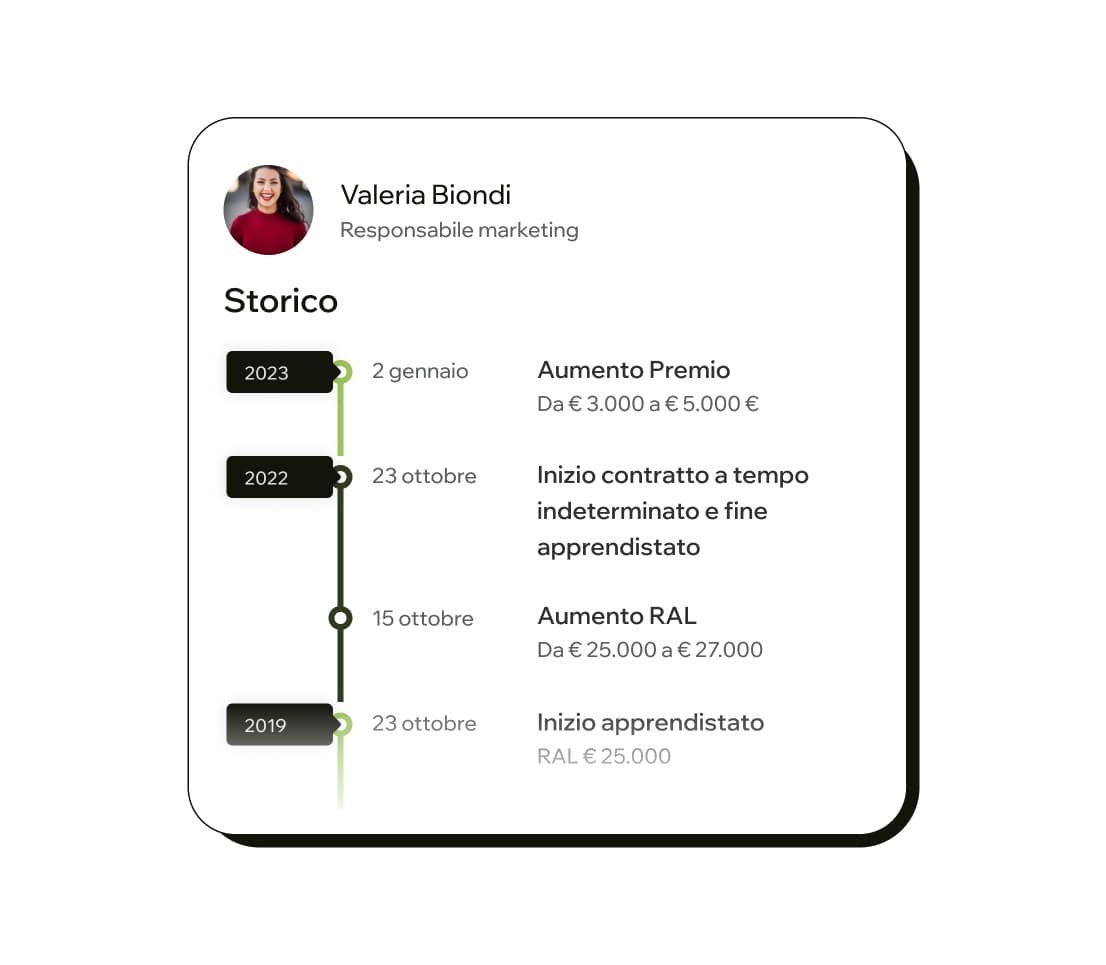 Valeria Biondi
Responsabile marketing
Storico
2023
2 gennaio
Aumento Premio
Da € 3.000 a € 5.000 €
2022
23 ottobre
Inizio contratto a tempo
indeterminato e fine
apprendistato
15 ottobre
Aumento RAL
Da € 25.000 a € 27.000
2019
23 ottobre
Inizio apprendistato
RAL € 25.000